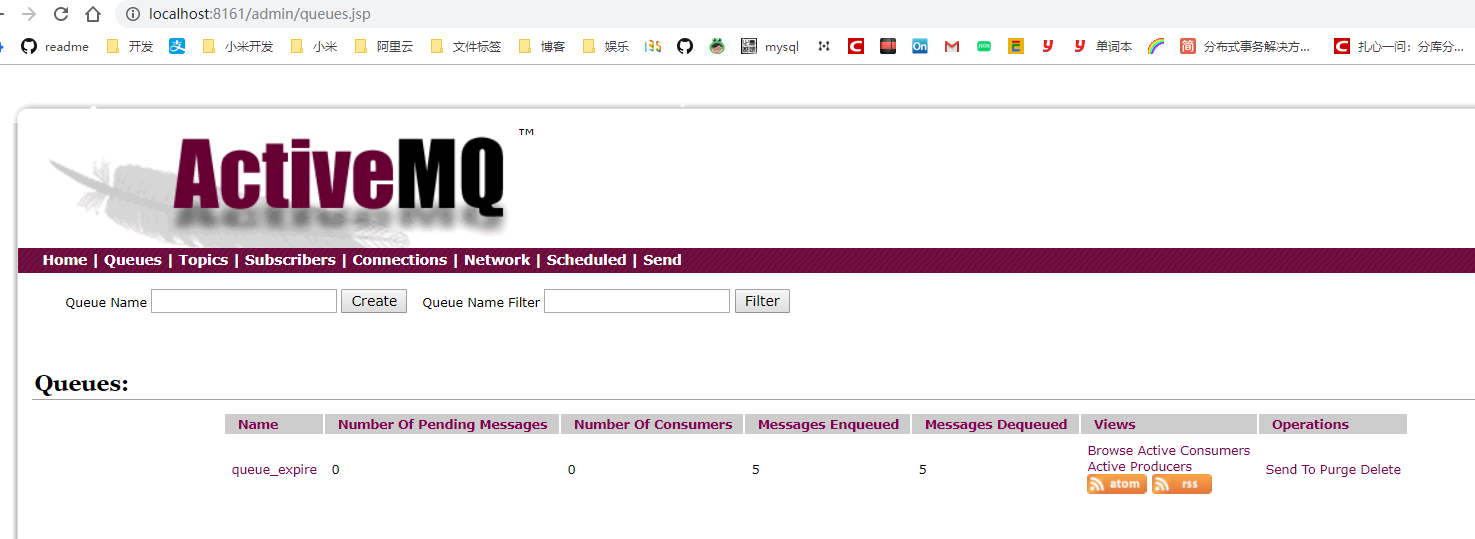 localhost:8161/admin/queues.jsp
readme 开发 小米开发 小米 阿里云 文件标签 博客 娱乐 mysql 单词本 分布式事务解决方... 扎心一问：分库分...
ActiveMQ™
Home | Queues | Topics | Subscribers | Connections | Network | Scheduled | Send
Queue Name Create Queue Name Filter Filter
Queues:
Name Number Of Pending Messages Number Of Consumers Messages Enqueued Messages Dequeued Views Operations
queue_expire 0 0 5 5 Browse Active Consumers
Active Producers
atom rss
Send To Purge Delete